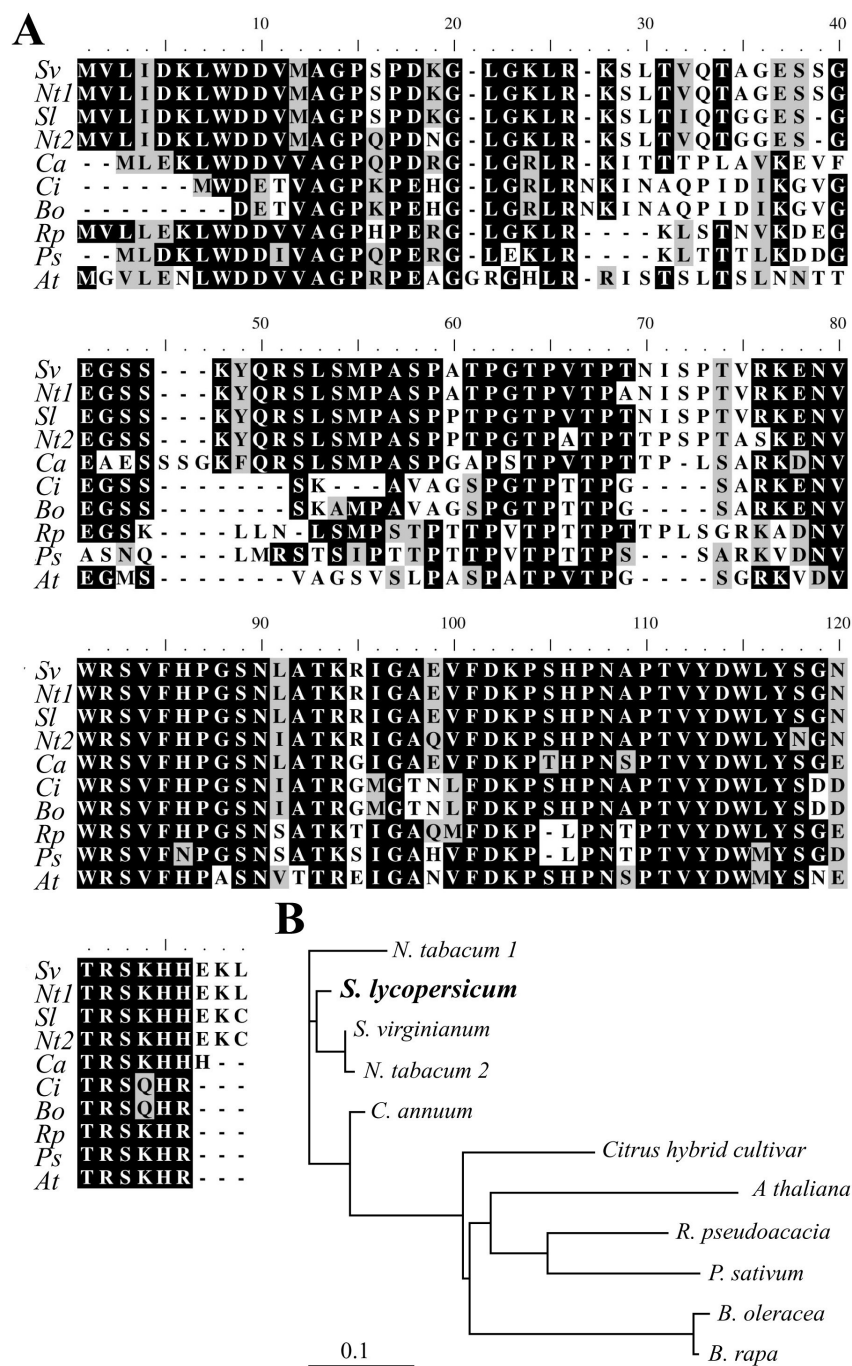 A
10 20 30 40
Sv MVLIDKLWDDVMAGPSPDKG-LGKLR-KSLTVQTAGESSG
Nt1 MVLIDKLWDDVMAGPSPDKG-LGKLR-KSLTVQTAGESSG
Sl MVLIDKLWDDVMAGPSPDKG-LGKLR-KSLTIQTGGES-G
Nt2 MVLIDKLWDDVMAGPQPDNG-LGKLR-KSLTVQTGGES-G
Ca --MLEKLWDDVVAGPQPDRG-LGRLR-KITTTPLAVKEVF
Ci ------MWDETVAGPKPEHG-LGRLRNKINAQPIDIKGVG
Bo --------DETVAGPKPEHG-LGRLRNKINAQPIDIKGVG
Rp MVLLEKLWDDVVAGPHPERG-LGKLR----KLSTNVKDEG
Ps --MLDKLWDDIVAGPQPERG-LEKLR----KLTTTLKDDG
At MGVLENLWDDVVAGPRPEAGGRGHLR-RISTSLTSLNNTT
50 60 70 80
Sv EGSS---KYQRSLSMPASPATPGTPVTPTNISPTVRKENV
Nt1 EGSS---KYQRSLSMPASPATPGTPVTPANISPTVRKENV
Sl EGSS---KYQRSLSMPASPPTPGTPVTPTNISPTVRKENV
Nt2 EGSS---KYQRSLSMPASPPTPGTPATPTTPSPTASKENV
Ca EAESSSGKFQRSLSMPASPGAPSTPVTPTTP-LSARKDNV
Ci EGSS-------SK---AVAGSPGTPTTPG----SARKENV
Bo EGSS-------SKAMPAVAGSPGTPTTPG----SARKENV
Rp EGSK----LLN-LSMPSTPTTPVTPTTPTTPLSGRKADNV
Ps ASNQ----LMRSTSIPTTPTTPVTPTTPS----SARKVDNV
At EGMS-------VAGSVSLPASPATPVTPG----SGRKVDV
90 100 110 120
Sv WRSVFHPGSNLATKRIGAEVFDKPSHPNAPTVYDWLYSGN
Nt1 WRSVFHPGSNLATKRIGAEVFDKPSHPNAPTVYDWLYSGN
Sl WRSVFHPGSNLATRRIGAEVFDKPSHPNAPTVYDWLYSGN
Nt2 WRSVFHPGSNIATKRIGAQVFDKPSHPNAPTVYDWLYNGN
Ca WRSVFHPGSNLATRGIGAEVFDKPTHPNSPTVYDWLYSGE
Ci WRSVFHPGSNIATRGMGTNLFDKPSHPNAPTVYDWLYSDD
Bo WRSVFHPGSNIATRGMGTNLFDKPSHPNAPTVYDWLYSDD
Rp WRSVFHPGSNSATKTIGAQMFDKP-LPNTPTVYDWLYSGE
Ps WRSVFNPGSNSATKSIGAHVFDKP-LPNTPTVYDWMYSGD
At WRSVFHPASNVTTREIGANVFDKPSHPNSPTVYDWMYSNE
Sv TRSKHHEKL
Nt1 TRSKHHEKL
Sl TRSKHHEKC
Nt2 TRSKHHEKC
Ca TRSKHHH--
Ci TRSQHR---
Bo TRSQHR---
Rp TRSKHR---
Ps TRSKHR---
At TRSKHR---
B
N. tabacum 1
S. lycopersicum
S. virginianum
N. tabacum 2
C. annuum
Citrus hybrid cultivar
A thaliana
R. pseudoacacia
P. sativum
B. oleracea
B. rapa
0.1